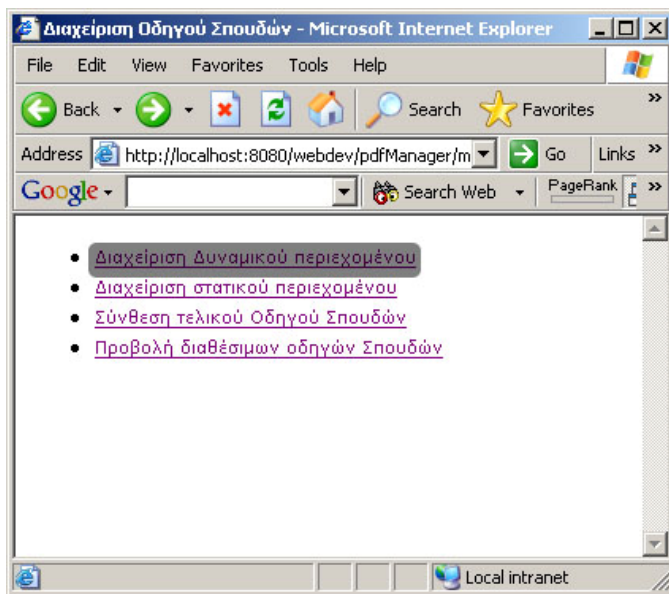 Διαχείριση Οδηγού Σπουδών - Microsoft Internet Explorer
File Edit View Favorites Tools Help
Back Search Favorites »
Address http://localhost:8080/webdev/pdfManager/m Go Links »
Google Search Web PageRank »
Διαχείριση Δυναμικού περιεχομένου
Διαχείριση στατικού περιεχομένου
Σύνθεση τελικού Οδηγού Σπουδών
Προβολή διαθέσιμων οδηγών Σπουδών
Local intranet